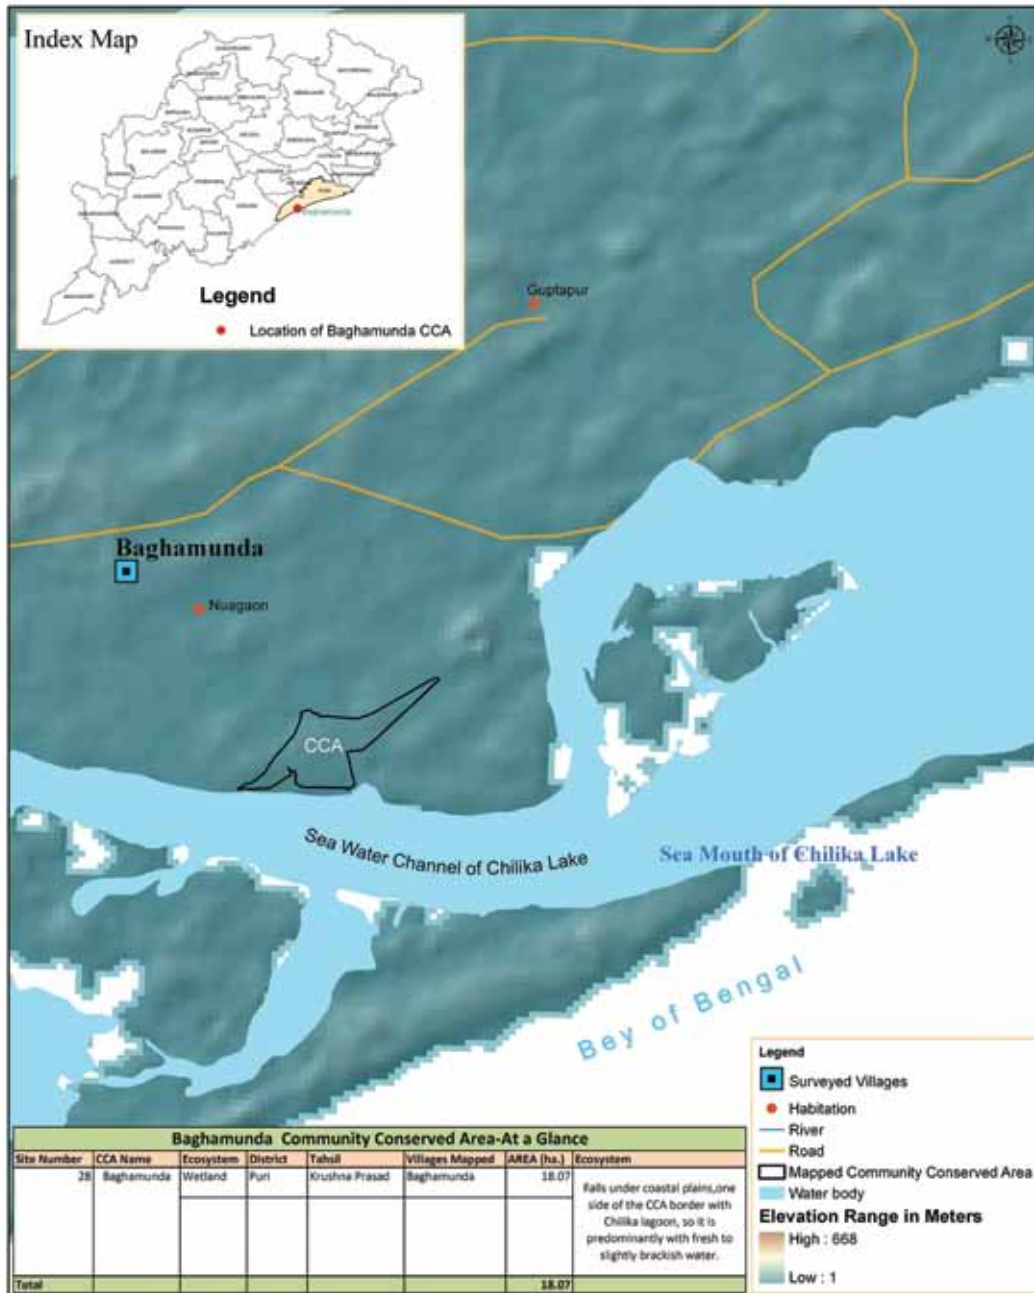 Index Map
Baghamunda
Legend
Location of Baghamunda CCA
Guptapur
Baghamunda
Nuagaon
CCA
Sea Water Channel of Chilika Lake
Sea Mouth of Chilika Lake
Bey of Bengal
Legend
Surveyed Villages
Habitation
River
Road
Mapped Community Conserved Area
Water body
Elevation Range in Meters
High : 668
Low : 1
Baghamunda Community Conserved Area-At a Glance
Site Number CCA Name Ecosystem District Tahsil Villages Mapped AREA (ha.) Ecosystem
28 Baghamunda Wetland Puri Krushna Prasad Baghamunda 18.07
Falls under coastal plains,one
side of the CCA border with
Chilika lagoon, so it is
predominantly with fresh to
slightly brackish water.
Total 18.07